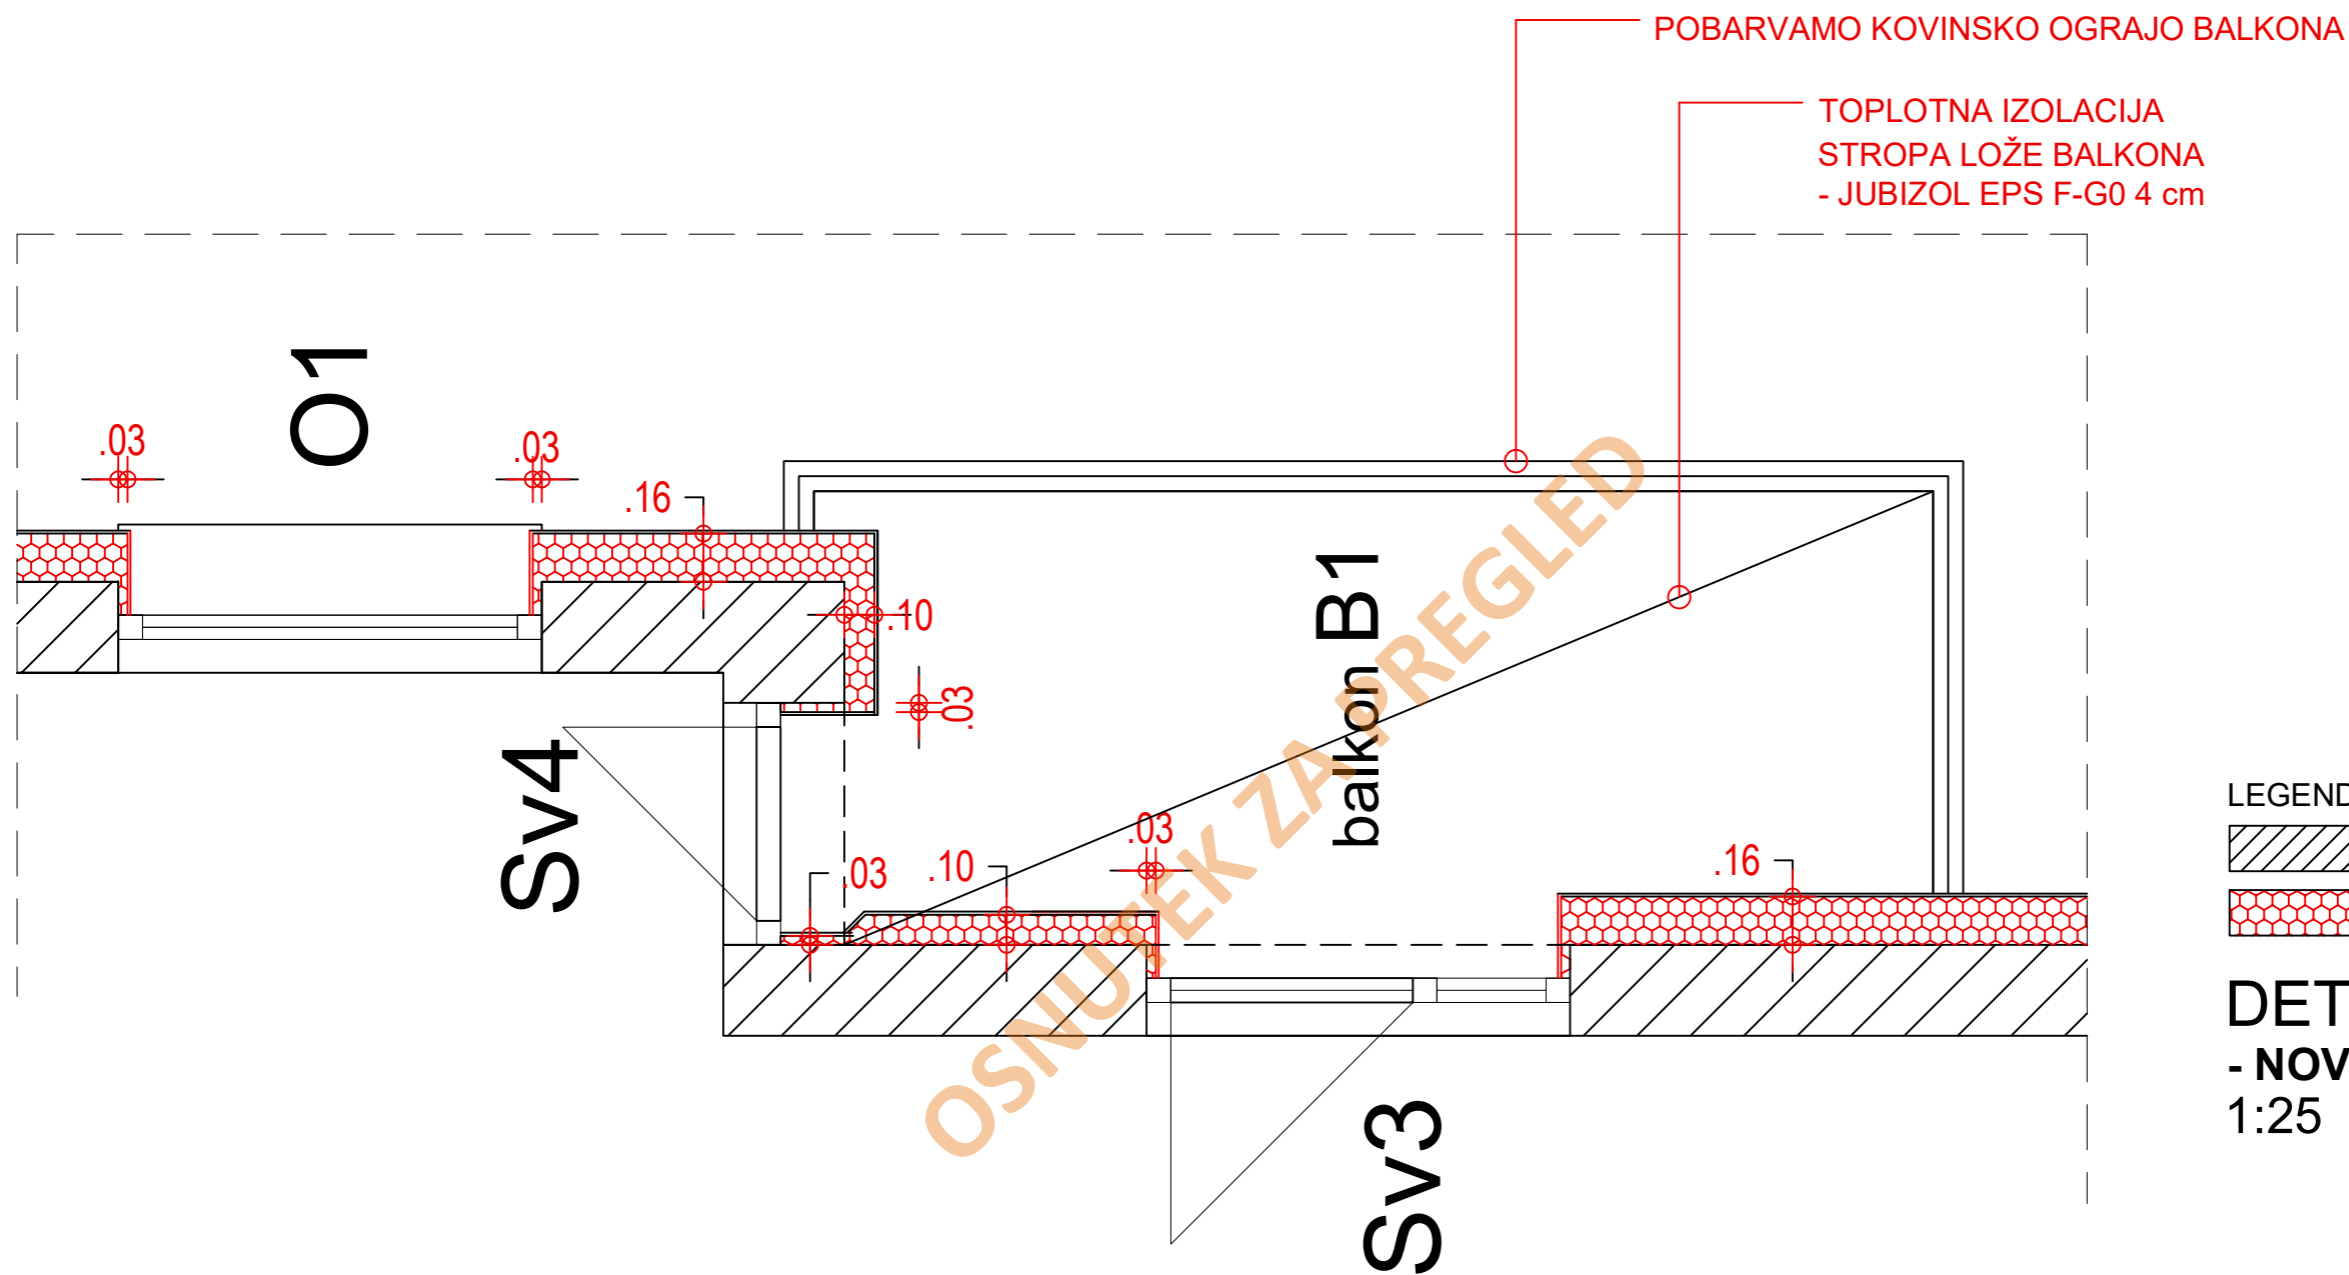 POBARVAMO KOVINSKO OGRAJO BALKONA
TOPLOTNA IZOLACIJA
STROPA LOŽE BALKONA
- JUBIZOL EPS F-G0 4 cm
O1
.03
.03
.16
.10
.03
Sv4
balkon B1
.03
.10
.03
.16
Sv3
OSNUTEK ZA PREGLED
LEGEND
DET
- NOV
1:25